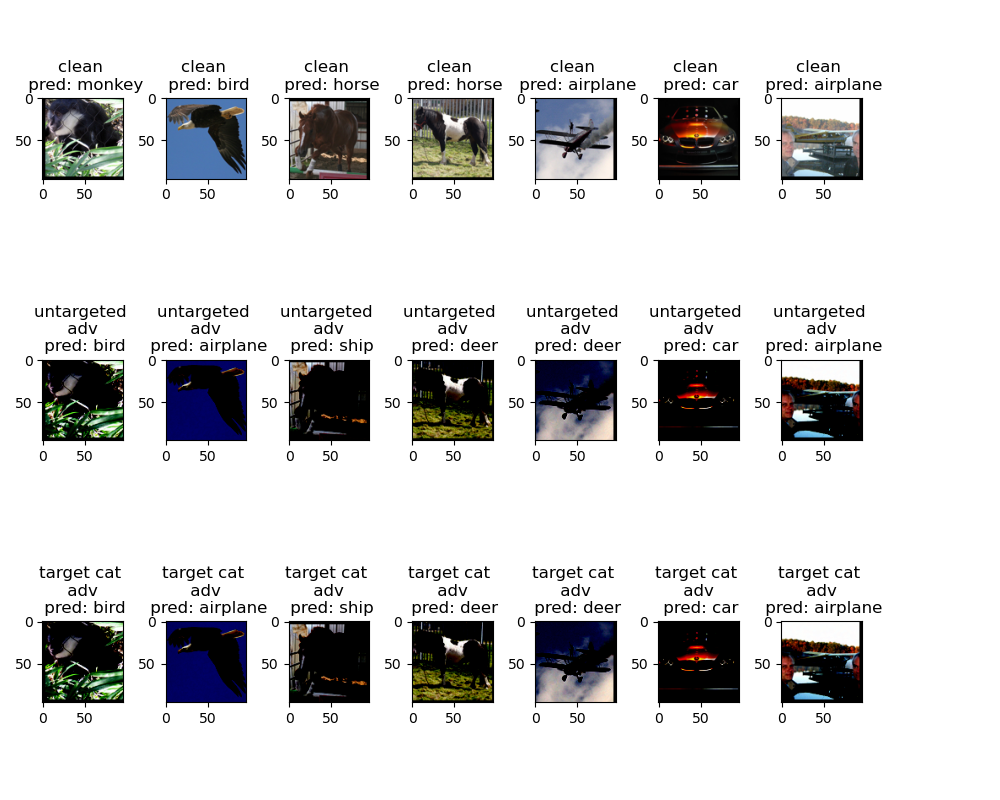 clean
pred: monkey
clean
pred: bird
clean
pred: horse
clean
pred: horse
clean
pred: airplane
clean
pred: car
clean
pred: airplane
0
50
0
50
0
50
0
50
0
50
0
50
0
50
0 50
0 50
0 50
0 50
0 50
0 50
0 50
untargeted
adv
pred: bird
untargeted
adv
pred: airplane
untargeted
adv
pred: ship
untargeted
adv
pred: deer
untargeted
adv
pred: deer
untargeted
adv
pred: car
untargeted
adv
pred: airplane
0
50
0
50
0
50
0
50
0
50
0
50
0
50
0 50
0 50
0 50
0 50
0 50
0 50
0 50
target cat
adv
pred: bird
target cat
adv
pred: airplane
target cat
adv
pred: ship
target cat
adv
pred: deer
target cat
adv
pred: deer
target cat
adv
pred: car
target cat
adv
pred: airplane
0
50
0
50
0
50
0
50
0
50
0
50
0
50
0 50
0 50
0 50
0 50
0 50
0 50
0 50